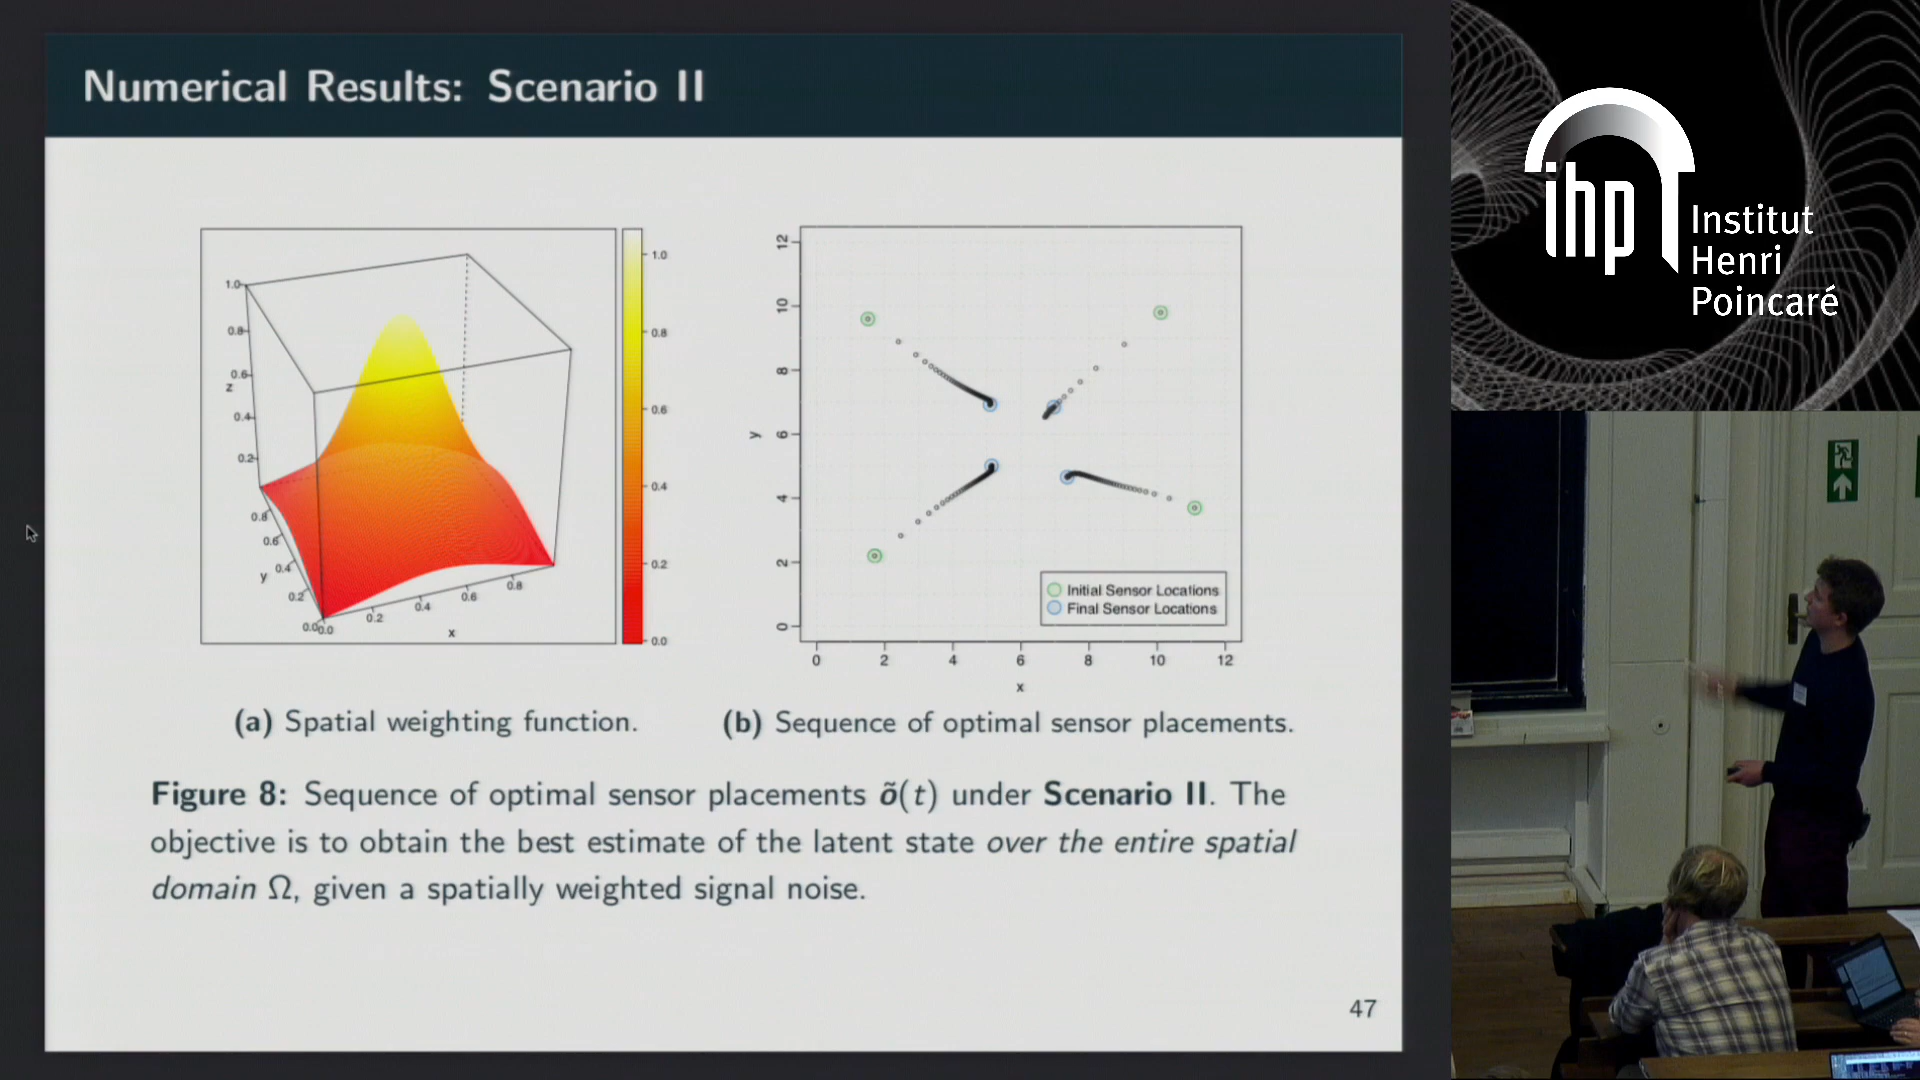 Numerical Results: Scenario II
1.0
0.8
0.6
z
0.4
0.2
0.8
0.6
y
0.4
0.2
0.0
0.0
0.2
0.4
0.6
0.8
x
1.0
0.8
0.6
0.4
0.2
0.0
12
10
8
6
4
2
0
y
0 2 4 6 8 10 12
x
Initial Sensor Locations
Final Sensor Locations
(a) Spatial weighting function.
(b) Sequence of optimal sensor placements.
Figure 8: Sequence of optimal sensor placements õ(t) under Scenario II. The
objective is to obtain the best estimate of the latent state over the entire spatial
domain Ω, given a spatially weighted signal noise.
47
ihp
Institut
Henri
Poincaré